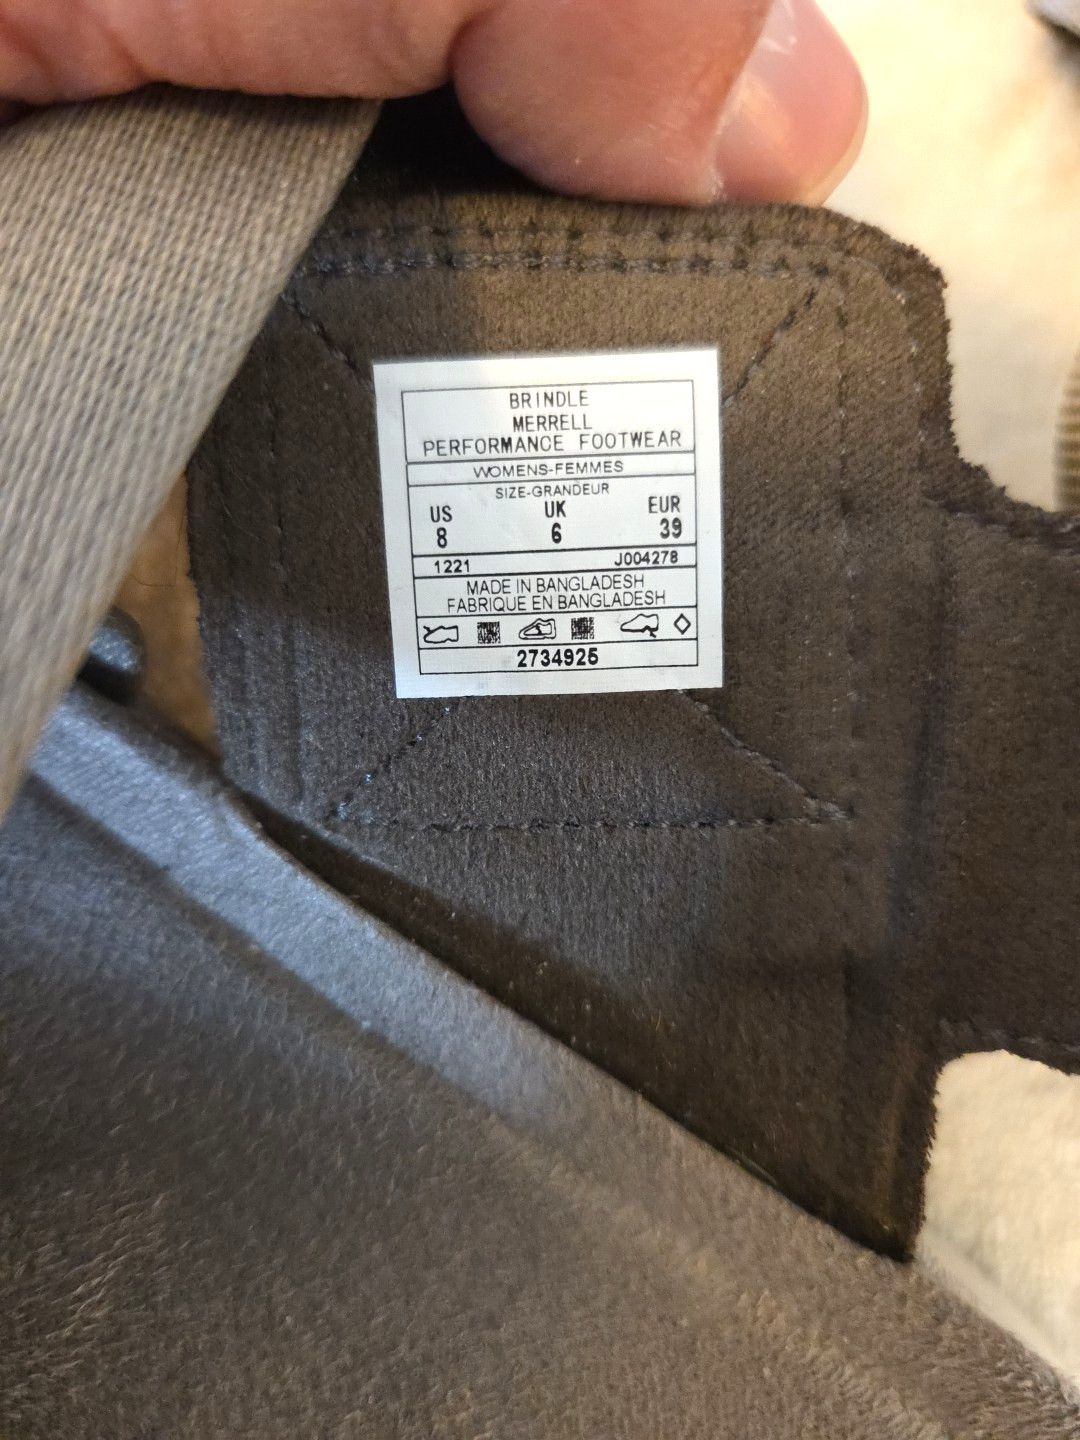 BRINDLE
MERRELL
PERFORMANCE FOOTWEAR
WOMENS-FEMMES
SIZE-GRANDEUR
US UK EUR
8 6 39
1221 J004278
MADE IN BANGLADESH
FABRIQUE EN BANGLADESH
2734925